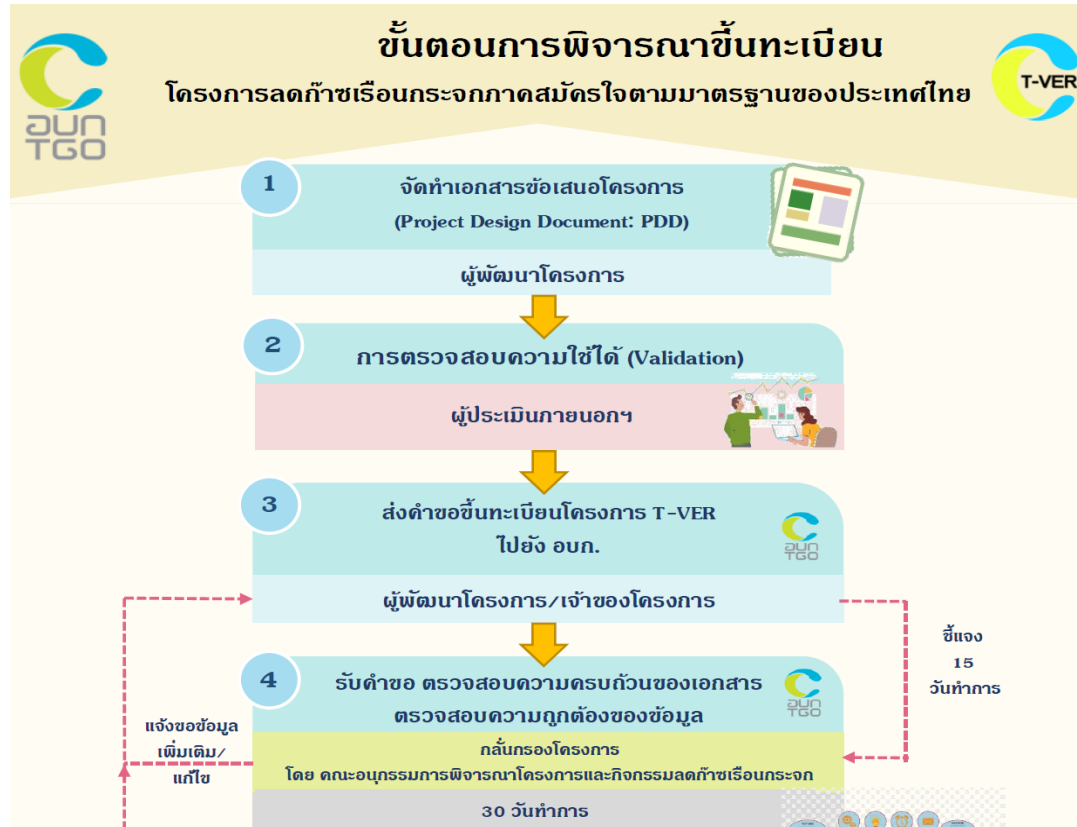 ขั้นตอนการพิจารณาขึ้นทะเบียน
โครงการลดก๊าซเรือนกระจกภาคสมัครใจตามมาตรฐานของประเทศไทย
อบก
TGO
T-VER
1
จัดทำเอกสารข้อเสนอโครงการ
(Project Design Document: PDD)
ผู้พัฒนาโครงการ
2
การตรวจสอบความใช้ได้ (Validation)
ผู้ประเมินภายนอกฯ
3
ส่งคำขอขึ้นทะเบียนโครงการ T-VER
ไปยัง อบก.
อบก
TGO
ผู้พัฒนาโครงการ/เจ้าของโครงการ
ชี้แจง
15
วันทำการ
4
รับคำขอ ตรวจสอบความครบถ้วนของเอกสาร
ตรวจสอบความถูกต้องของข้อมูล
อบก
TGO
แจ้งขอข้อมูล
เพิ่มเติม/
แก้ไข
กลั่นกรองโครงการ
โดย คณะอนุกรรมการพิจารณาโครงการและกิจกรรมลดก๊าซเรือนกระจก
30 วันทำการ